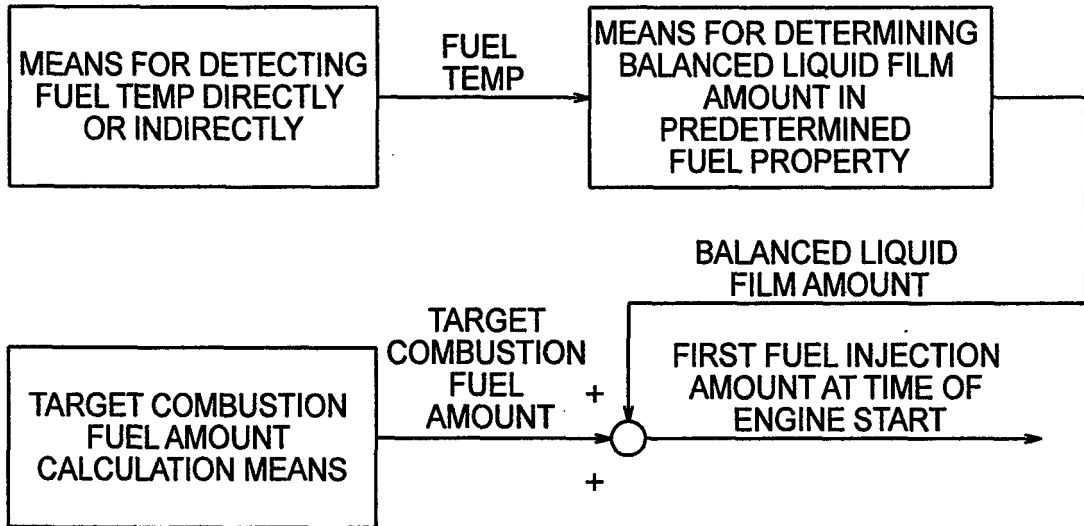 MEANS FOR DETECTING
FUEL TEMP DIRECTLY
OR INDIRECTLY
FUEL
TEMP
MEANS FOR DETERMINING
BALANCED LIQUID FILM
AMOUNT IN
PREDETERMINED
FUEL PROPERTY
BALANCED LIQUID
FILM AMOUNT
TARGET COMBUSTION
FUEL AMOUNT
CALCULATION MEANS
TARGET
COMBUSTION
FUEL
AMOUNT
+
+
FIRST FUEL INJECTION
AMOUNT AT TIME OF
ENGINE START